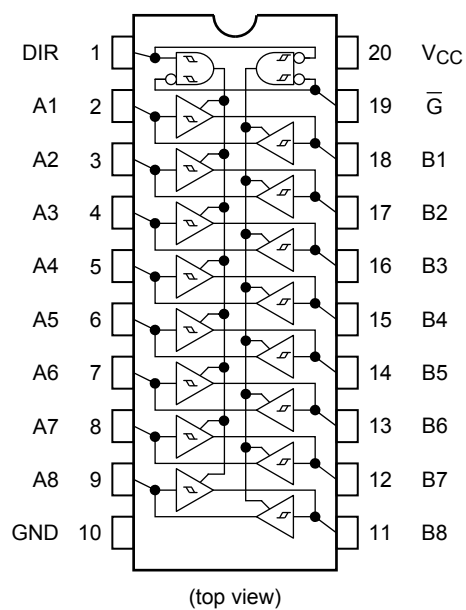 DIR 1 20 VCC
A1 2 19 G̅
A2 3 18 B1
A3 4 17 B2
A4 5 16 B3
A5 6 15 B4
A6 7 14 B5
A7 8 13 B6
A8 9 12 B7
GND 10 11 B8
(top view)